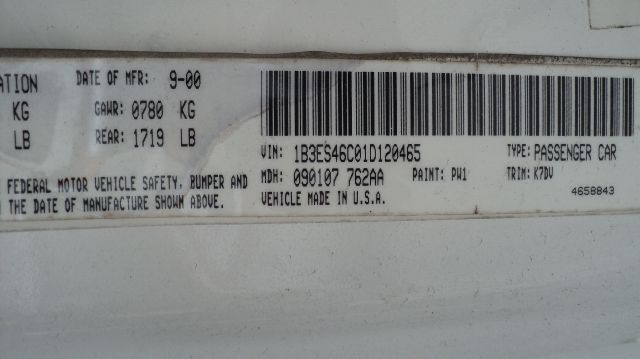 ATION DATE OF MFR: 9-00
KG GAWR: 0780 KG
LB REAR: 1719 LB
VIN: 1B3ES46C01D120465 TYPE: PASSENGER CAR
MDH: 090107 762AA PAINT: PW1 TRIM: K7DV
FEDERAL MOTOR VEHICLE SAFETY, BUMPER AND
N THE DATE OF MANUFACTURE SHOWN ABOVE.
VEHICLE MADE IN U.S.A.
4658843